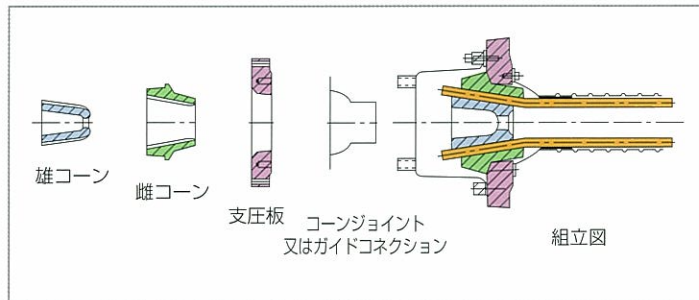 雄コーン
雌コーン
支圧板
コーンジョイント
又はガイドコネクション
組立図